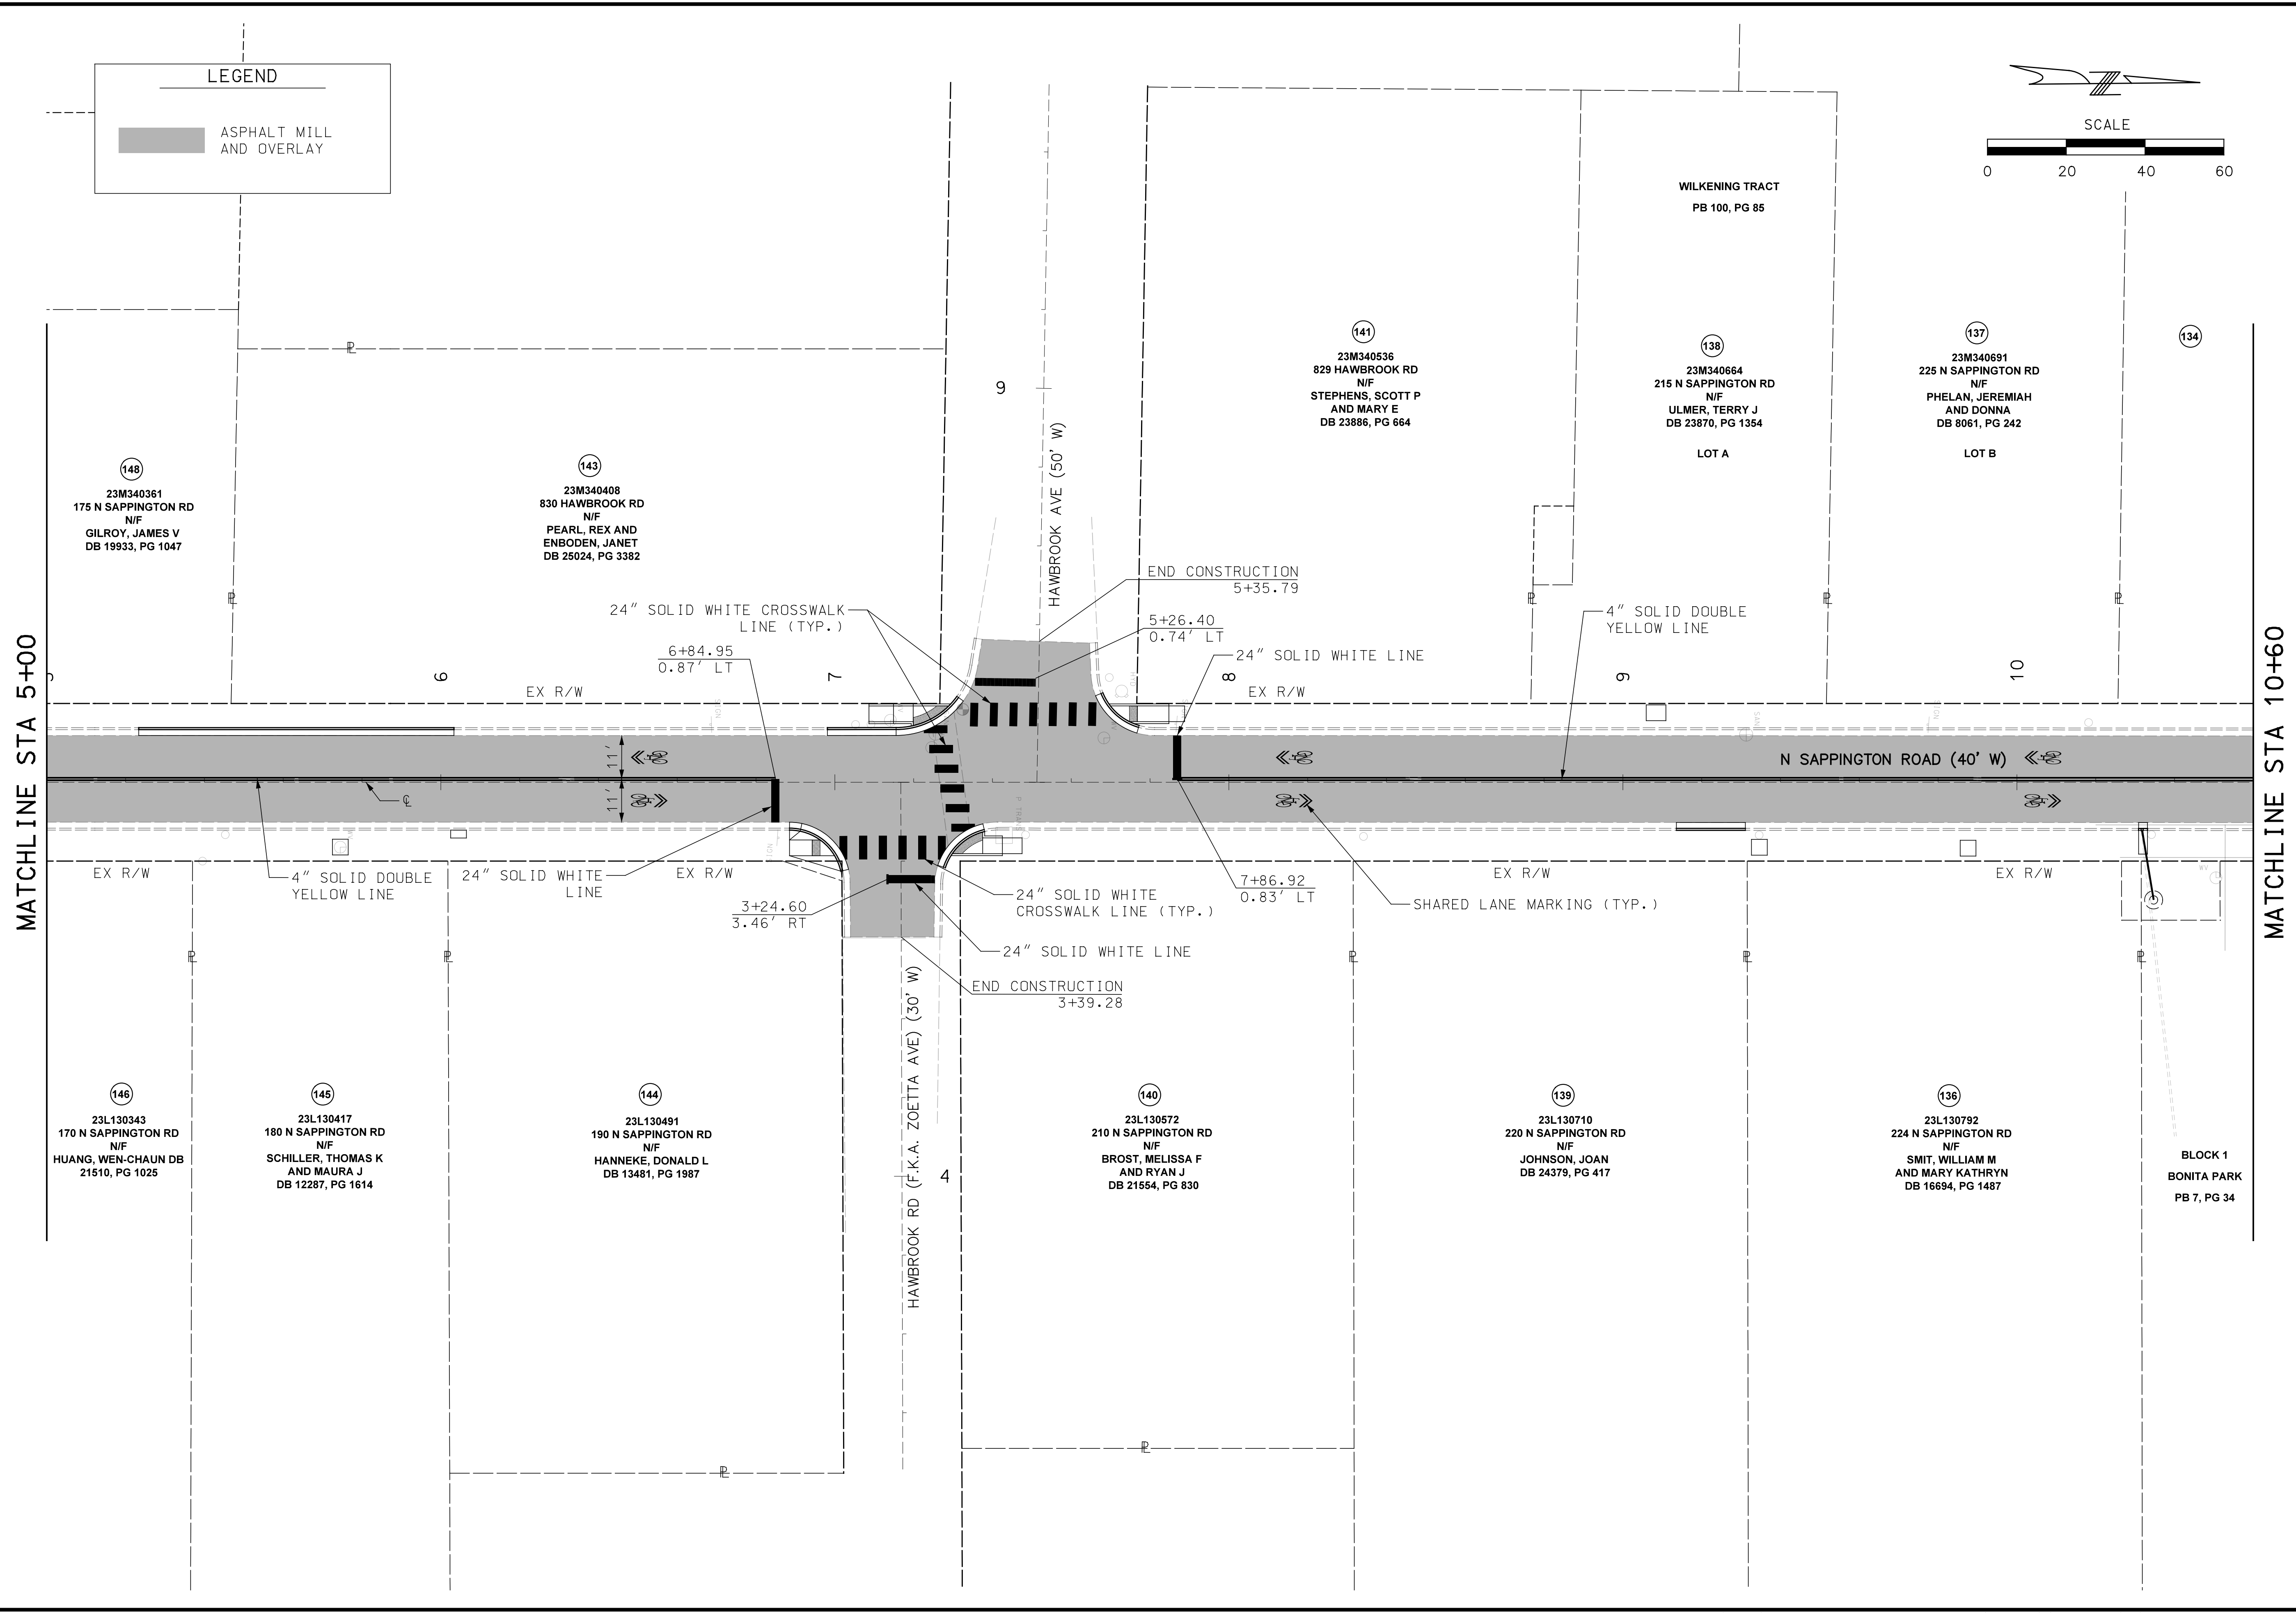 LEGEND
ASPHALT MILL
AND OVERLAY
SCALE
0 20 40 60
WILKENING TRACT
PB 100, PG 85
148
23M340361
175 N SAPPINGTON RD
N/F
GILROY, JAMES V
DB 19933, PG 1047
143
23M340408
830 HAWBROOK RD
N/F
PEARL, REX AND
ENBODEN, JANET
DB 25024, PG 3382
141
23M340536
829 HAWBROOK RD
N/F
STEPHENS, SCOTT P
AND MARY E
DB 23886, PG 664
138
23M340664
215 N SAPPINGTON RD
N/F
ULMER, TERRY J
DB 23870, PG 1354
LOT A
137
23M340691
225 N SAPPINGTON RD
N/F
PHELAN, JEREMIAH
AND DONNA
DB 8061, PG 242
LOT B
134
9
HAWBROOK AVE (50' W)
END CONSTRUCTION
5+35.79
24" SOLID WHITE CROSSWALK
LINE (TYP.)
5+26.40
0.74' LT
6+84.95
0.87' LT
24" SOLID WHITE LINE
4" SOLID DOUBLE
YELLOW LINE
MATCHLINE STA 5+00
MATCHLINE STA 10+60
5
6
7
8
9
10
EX R/W
EX R/W
SIGN
HYD
SAN
SIGN
11'
11'
N SAPPINGTON ROAD (40' W)
P TRANS
EX R/W
4" SOLID DOUBLE
YELLOW LINE
24" SOLID WHITE
LINE
EX R/W
3+24.60
3.46' RT
24" SOLID WHITE
CROSSWALK LINE (TYP.)
7+86.92
0.83' LT
SHARED LANE MARKING (TYP.)
EX R/W
EX R/W
WV
24" SOLID WHITE LINE
END CONSTRUCTION
3+39.28
HAWBROOK RD (F.K.A. ZOETTA AVE) (30' W)
4
146
23L130343
170 N SAPPINGTON RD
N/F
HUANG, WEN-CHAUN DB
21510, PG 1025
145
23L130417
180 N SAPPINGTON RD
N/F
SCHILLER, THOMAS K
AND MAURA J
DB 12287, PG 1614
144
23L130491
190 N SAPPINGTON RD
N/F
HANNEKE, DONALD L
DB 13481, PG 1987
140
23L130572
210 N SAPPINGTON RD
N/F
BROST, MELISSA F
AND RYAN J
DB 21554, PG 830
139
23L130710
220 N SAPPINGTON RD
N/F
JOHNSON, JOAN
DB 24379, PG 417
136
23L130792
224 N SAPPINGTON RD
N/F
SMIT, WILLIAM M
AND MARY KATHRYN
DB 16694, PG 1487
BLOCK 1
BONITA PARK
PB 7, PG 34